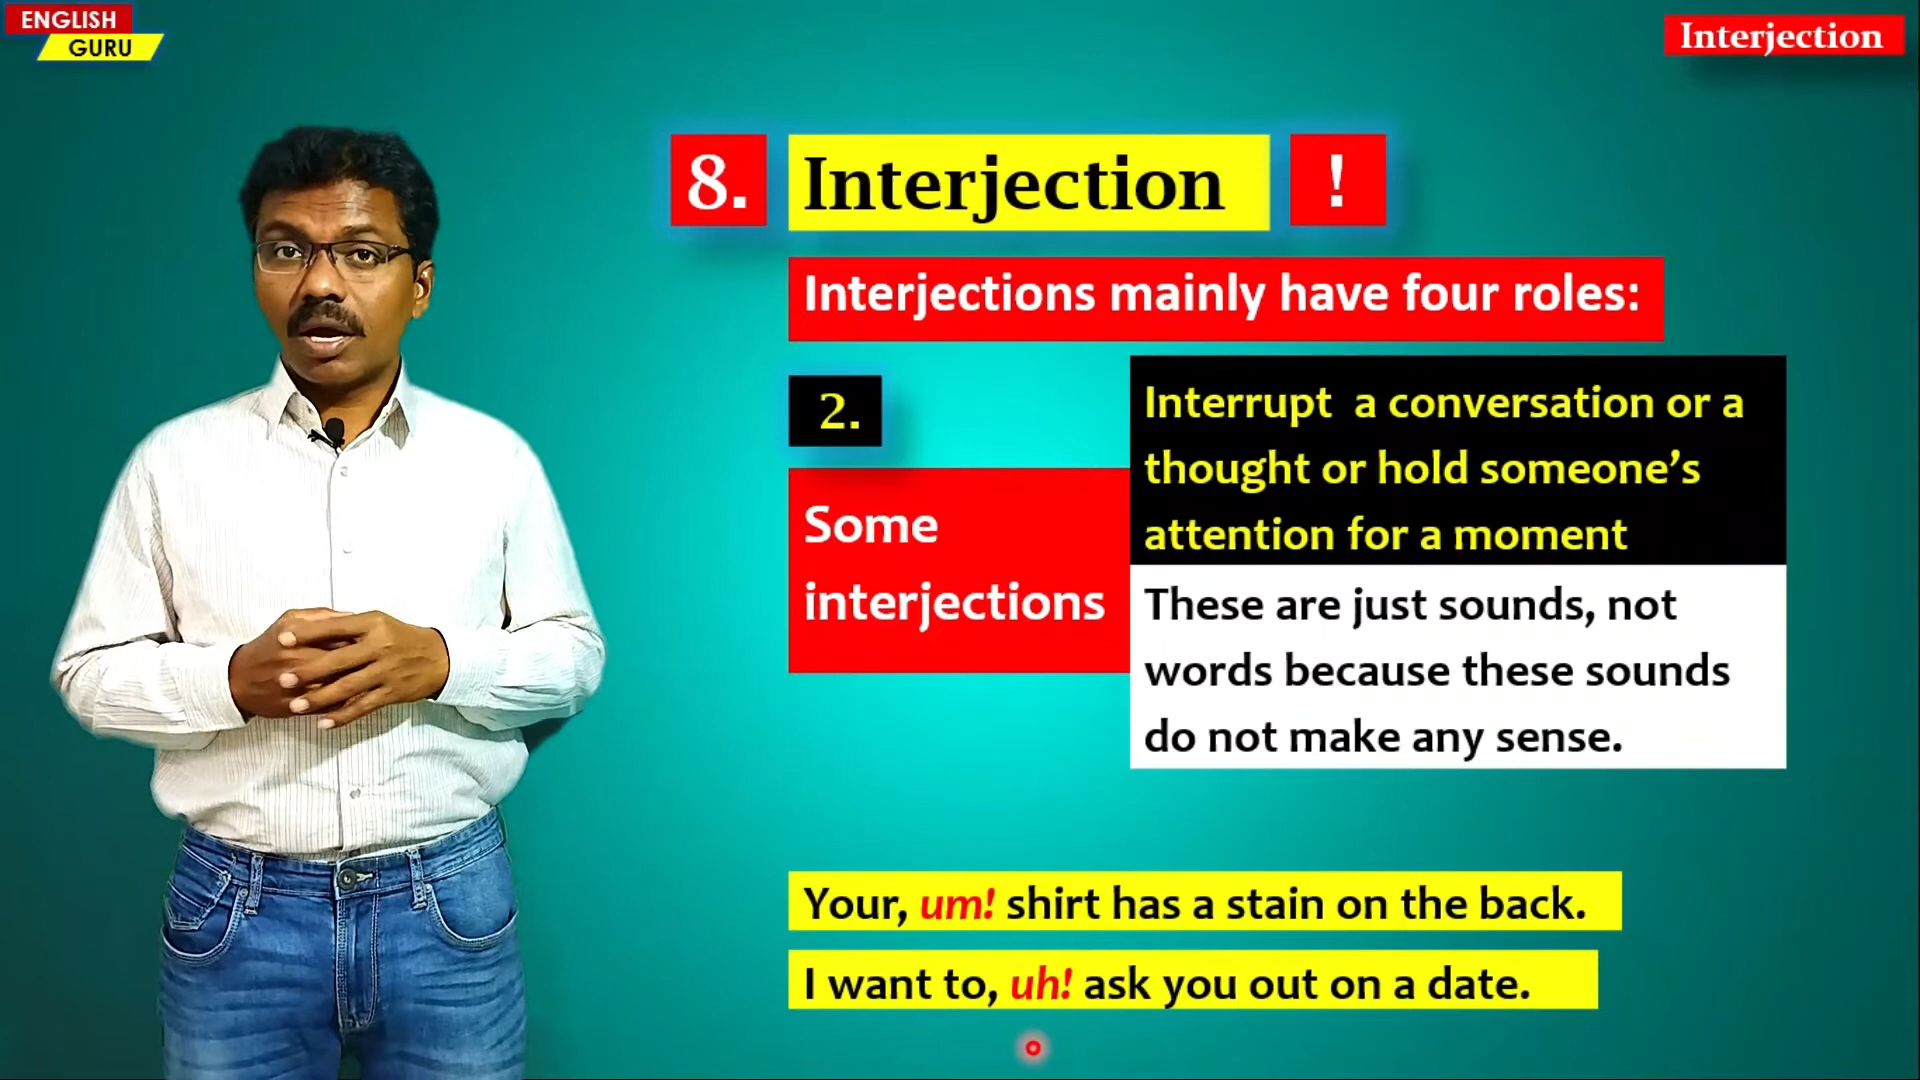 ENGLISH
GURU
Interjection
8. Interjection !
Interjections mainly have four roles:
2.
Some
interjections
Interrupt a conversation or a
thought or hold someone’s
attention for a moment
These are just sounds, not
words because these sounds
do not make any sense.
Your, um! shirt has a stain on the back.
I want to, uh! ask you out on a date.